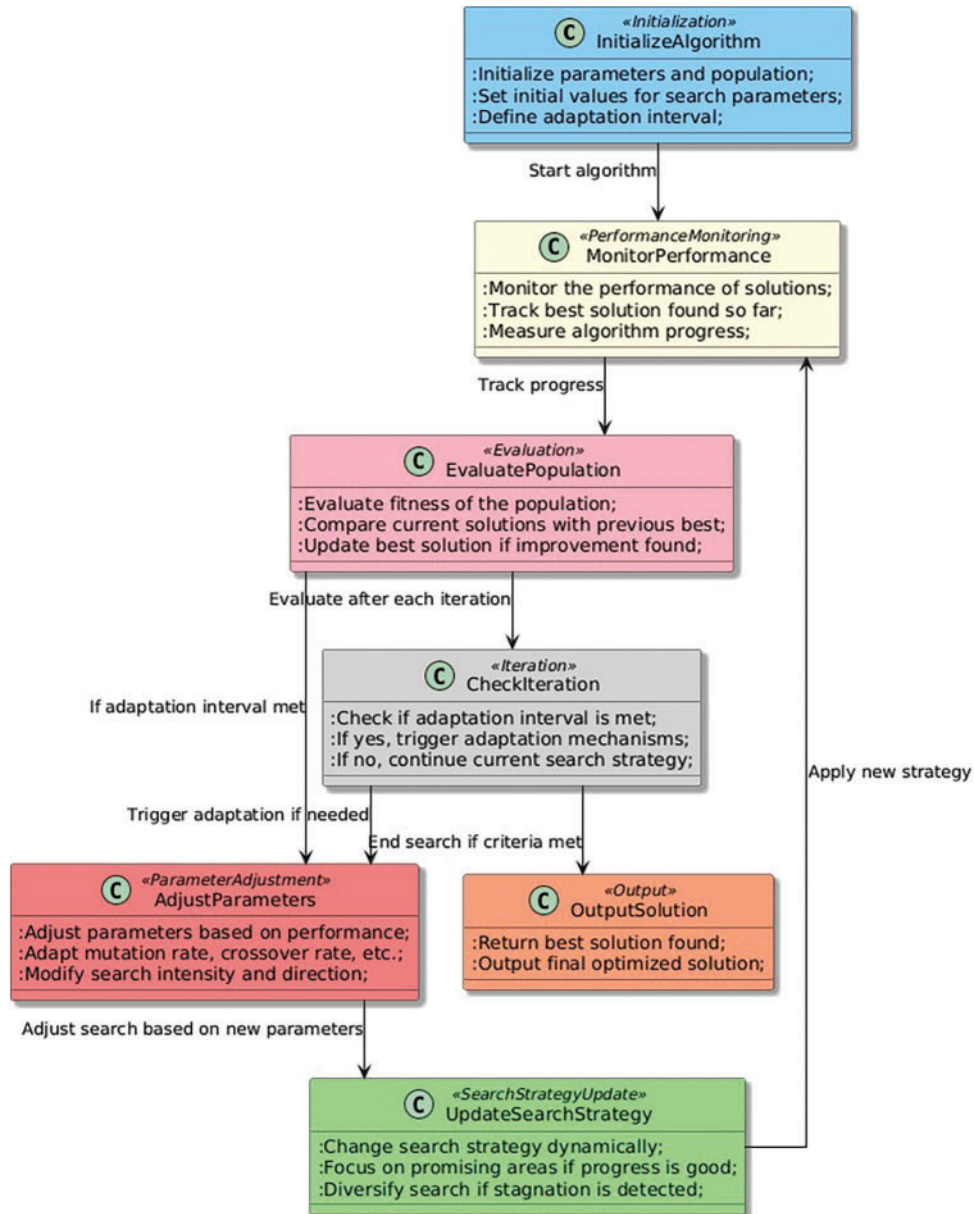 C
«Initialization»
InitializeAlgorithm
:Initialize parameters and population;
:Set initial values for search parameters;
:Define adaptation interval;
Start algorithm
C
«PerformanceMonitoring»
MonitorPerformance
:Monitor the performance of solutions;
:Track best solution found so far;
:Measure algorithm progress;
Track progress
C
«Evaluation»
EvaluatePopulation
:Evaluate fitness of the population;
:Compare current solutions with previous best;
:Update best solution if improvement found;
Evaluate after each iteration
C
«Iteration»
CheckIteration
:Check if adaptation interval is met;
:If yes, trigger adaptation mechanisms;
:If no, continue current search strategy;
If adaptation interval met
Apply new strategy
Trigger adaptation if needed
End search if criteria met
C
«ParameterAdjustment»
AdjustParameters
:Adjust parameters based on performance;
:Adapt mutation rate, crossover rate, etc.;
:Modify search intensity and direction;
C
«Output»
OutputSolution
:Return best solution found;
:Output final optimized solution;
Adjust search based on new parameters
C
«SearchStrategyUpdate»
UpdateSearchStrategy
:Change search strategy dynamically;
:Focus on promising areas if progress is good;
:Diversify search if stagnation is detected;